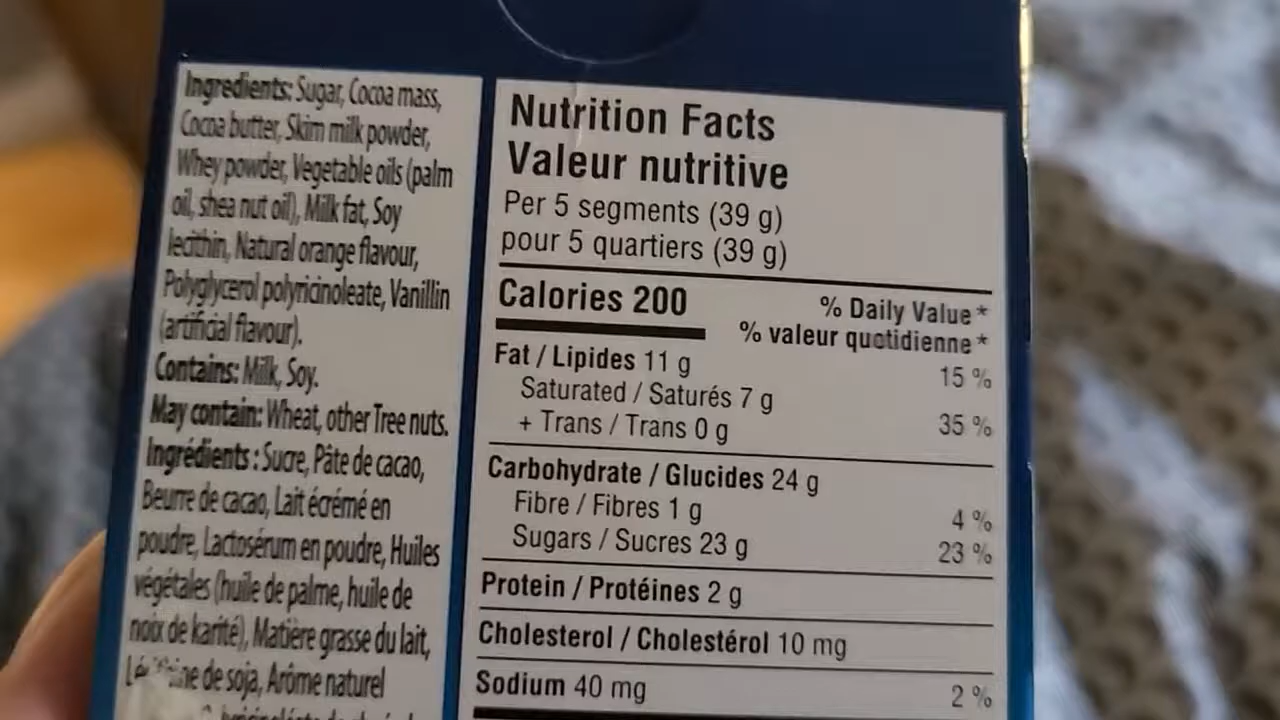 Ingredients: Sugar, Cocoa mass,
Cocoa butter, Skim milk powder,
Whey powder, Vegetable oils (palm
oil, shea nut oil), Milk fat, Soy
lecithin, Natural orange flavour,
Polyglycerol polyricinoleate, Vanillin
(artificial flavour).
Contains: Milk, Soy.
May contain: Wheat, other Tree nuts.
Ingrédients : Sucre, Pâte de cacao,
Beurre de cacao, Lait écrémé en
poudre, Lactosérum en poudre, Huiles
végétales (huile de palme, huile de
noix de karité), Matière grasse du lait,
de soja, Arôme naturel
Nutrition Facts
Valeur nutritive
Per 5 segments (39 g)
pour 5 quartiers (39 g)
Calories 200
% Daily Value*
% valeur quotidienne*
Fat / Lipides 11 g 15 %
Saturated / Saturés 7 g
+ Trans / Trans 0 g 35 %
Carbohydrate / Glucides 24 g
Fibre / Fibres 1 g 4 %
Sugars / Sucres 23 g 23 %
Protein / Protéines 2 g
Cholesterol / Cholestérol 10 mg
Sodium 40 mg 2 %